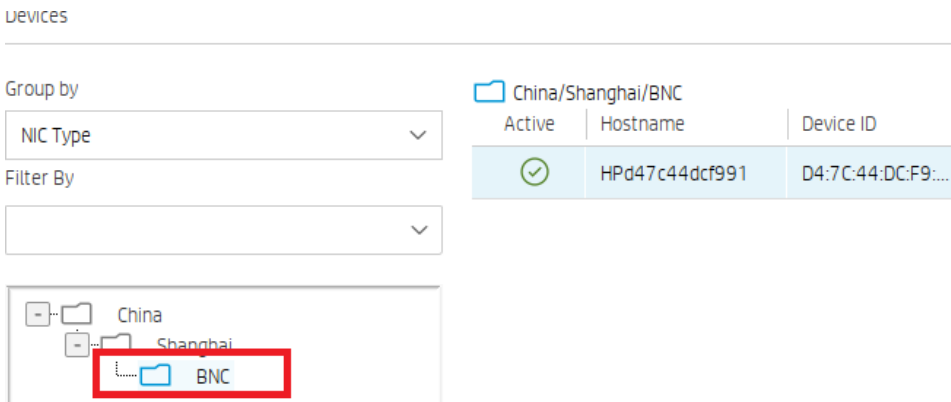 Devices
Group by
NIC Type
Filter By
China/Shanghai/BNC
Active Hostname Device ID
HPd47c44dcf991 D4:7C:44:DC:F9:...
China
Shanghai
BNC